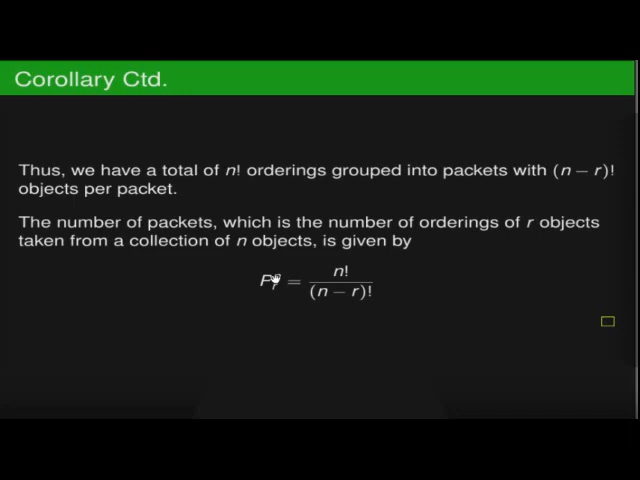 Corollary Ctd.
Thus, we have a total of n! orderings grouped into packets with (n − r)!
objects per packet.
The number of packets, which is the number of orderings of r objects
taken from a collection of n objects, is given by
P^n_r = n! / (n − r)!